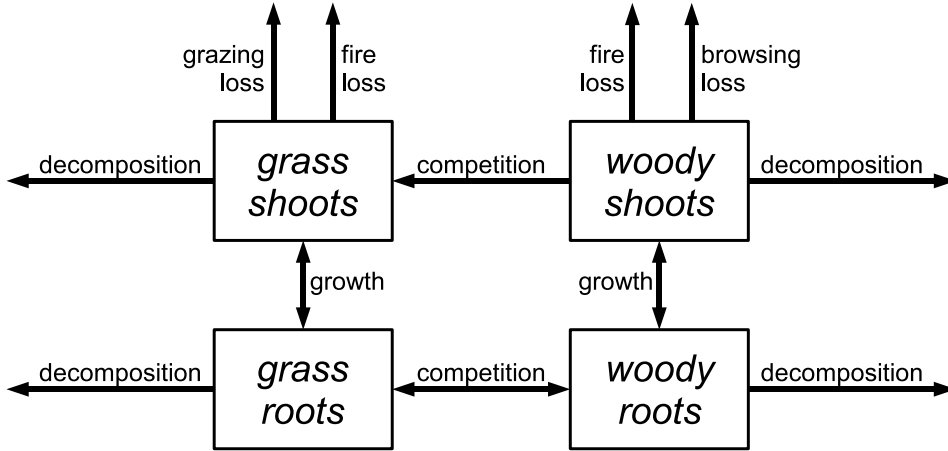 grazing
loss
fire
loss
fire
loss
browsing
loss
decomposition
grass
shoots
competition
woody
shoots
decomposition
growth
growth
decomposition
grass
roots
competition
woody
roots
decomposition